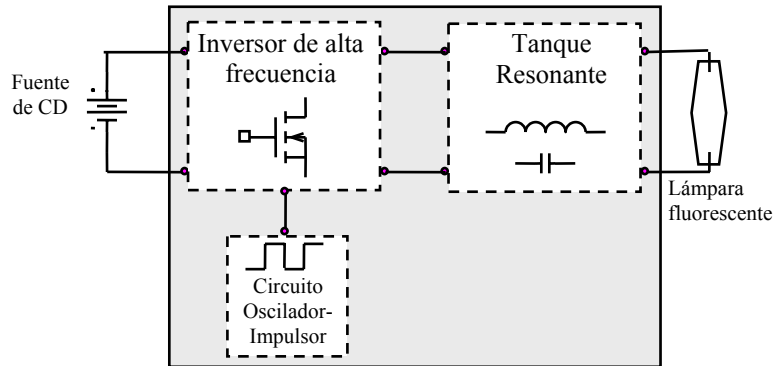 Inversor de alta
frecuencia
Tanque
Resonante
Fuente
de CD
Lámpara
fluorescente
Circuito
Oscilador-
Impulsor